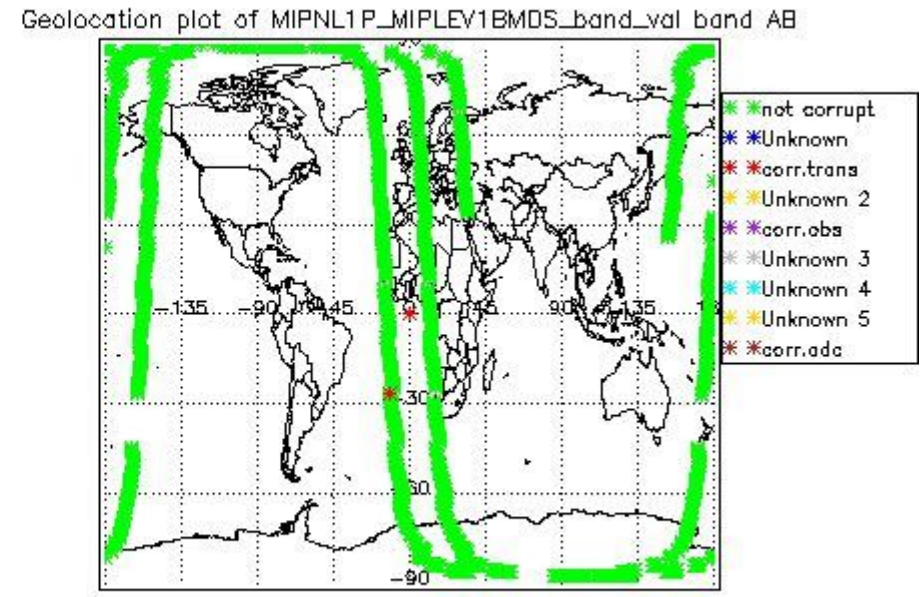 Geolocation plot of MIPNL1P_MIPLEV1BMDS_band_val band AB
not corrupt
Unknown
corr.trans
Unknown 2
corr.obs
Unknown 3
Unknown 4
Unknown 5
corr.adc
-135 -90 -45 0 45 90 135
-30
-60
-90